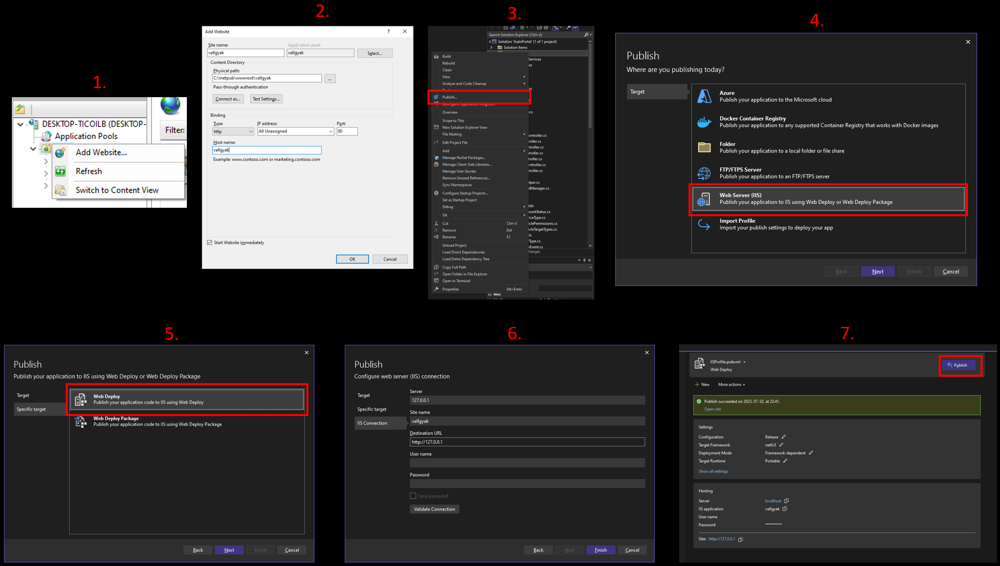 1.
DESKTOP-TICOILB (DESKTOP-
Application Pools
Filter:
Add Website...
Refresh
Switch to Content View
2.
Add Website
?
Site name:
Application pool:
vallgyak
vallgyak
Select...
Content Directory
Physical path:
C:\inetpub\wwwroot\vallgyak
...
Pass-through authentication
Connect as...
Test Settings...
Binding
Type:
IP address:
Port:
http
All Unassigned
80
Host name:
vallgyak
Example: www.contoso.com or marketing.contoso.com
Start Website immediately
OK
Cancel
3.
Search Solution Explorer (Ctrl+é)
Solution 'AutoPortal' (1 of 1 project)
Solution Items
Services
Build
Rebuild
Clean
View
Analyze and Code Cleanup
Publish...
Configure Application Insights...
Overview
Scope to This
New Solution Explorer View
File Nesting
Edit Project File
Add
Manage NuGet Packages...
Manage Client-Side Libraries...
Manage User Secrets
Remove Unused References...
Sync Namespaces
Configure Startup Projects...
Set as Startup Project
Debug
Git
Cut Ctrl+X
Remove Del
Rename F2
Unload Project
Load Direct Dependencies
Load Entire Dependency Tree
Copy Full Path
Open Folder in File Explorer
Open in Terminal
Properties Alt+Enter
ontroller.cs
roller.cs
ntroller.cs
troller.cs
troller.cs
ontroller.cs
roller.cs
elper.cs
dManager.cs
dels
ountStatus.cs
viceType.cs
iclePermissions.cs
icleTargetTypes.cs
els
Type.cs
nEvent.cs
hanges
Misc
4.
Publish
Where are you publishing today?
Target
Azure
Publish your application to the Microsoft cloud
Docker Container Registry
Publish your application to any supported Container Registry that works with Docker images
Folder
Publish your application to a local folder or file share
FTP/FTPS Server
Publish your application to an FTP/FTPS server
Web Server (IIS)
Publish your application to IIS using Web Deploy or Web Deploy Package
Import Profile
Import your publish settings to deploy your app
Back
Next
Finish
Cancel
5.
Publish
Publish your application to IIS using Web Deploy or Web Deploy Package
Target
Specific target
Web Deploy
Publish your application code to IIS using Web Deploy
Web Deploy Package
Publish your application code to IIS using Web Deploy Package
Back
Next
Finish
Cancel
6.
Publish
Configure web server (IIS) connection
Target
Specific target
IIS Connection
Server
127.0.0.1
Site name
vallgyak
Destination URL
http://127.0.0.1
User name
Password
Save password
Validate Connection
Back
Next
Finish
Cancel
7.
IISProfile.pubxml
Web Deploy
Publish
New
More actions
Publish succeeded on 2023. 07. 02. at 22:41.
Open site
Settings
Configuration Release
Target Framework net6.0
Deployment Mode Framework-dependent
Target Runtime Portable
Show all settings
Hosting
Server localhost
IIS application vallgyak
User name
Password **********
Site: http://127.0.0.1